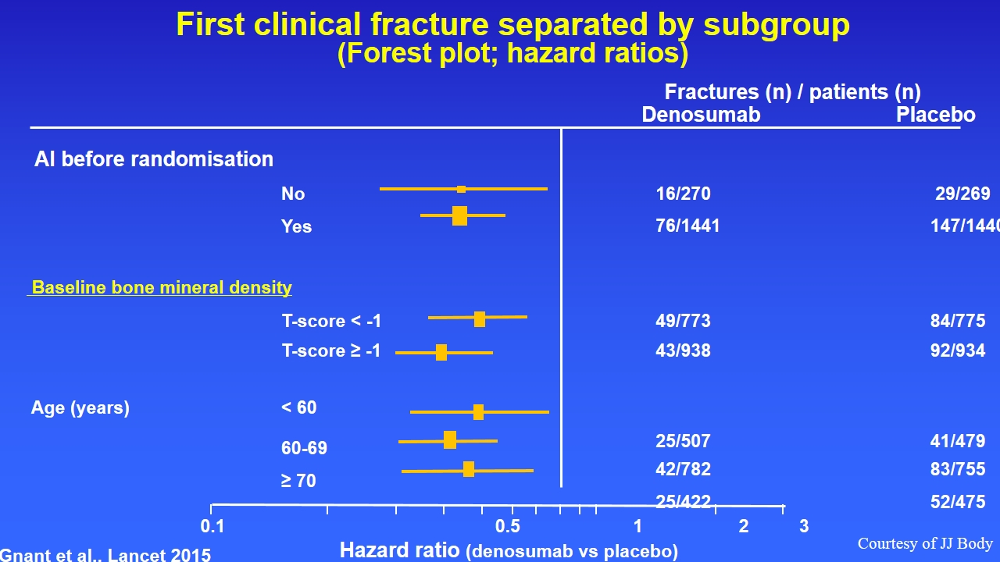 First clinical fracture separated by subgroup
(Forest plot; hazard ratios)
Fractures (n) / patients (n)
Denosumab Placebo
AI before randomisation
No 16/270 29/269
Yes 76/1441 147/1440
Baseline bone mineral density
T-score < -1 49/773 84/775
T-score ≥ -1 43/938 92/934
Age (years) < 60
25/507 41/479
60-69
42/782 83/755
≥ 70
25/422 52/475
0.1 0.5 1 2 3
Hazard ratio (denosumab vs placebo)
Courtesy of JJ Body
Gnant et al., Lancet 2015